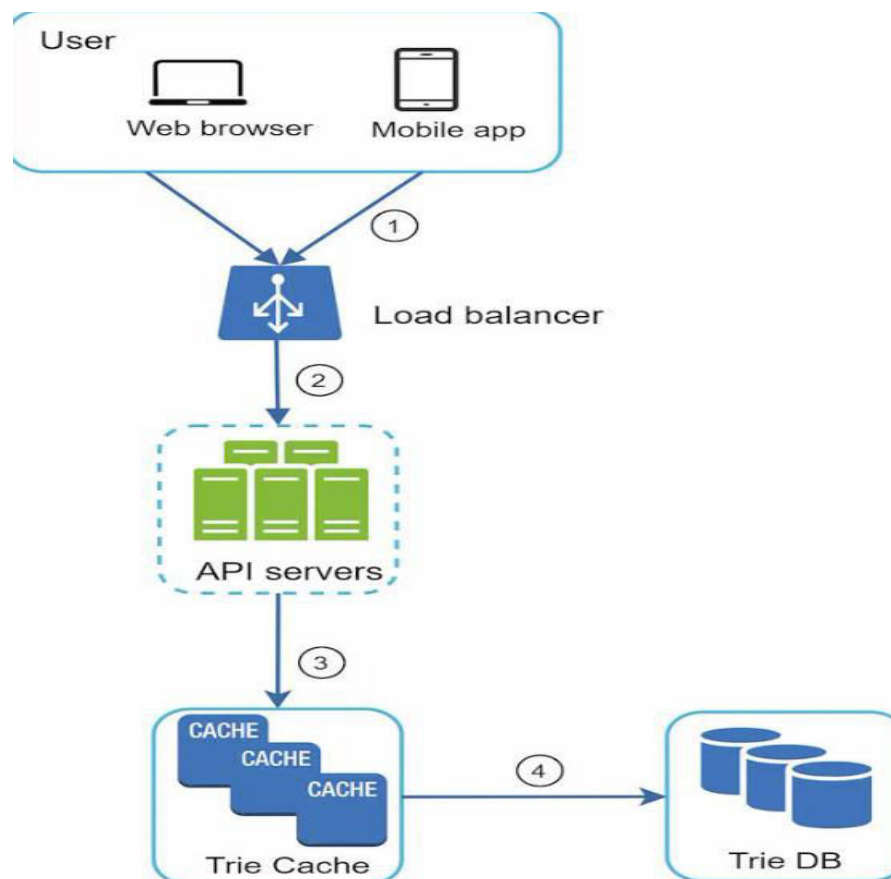 User
Web browser
Mobile app
1
Load balancer
2
API servers
3
CACHE
CACHE
CACHE
4
Trie Cache
Trie DB